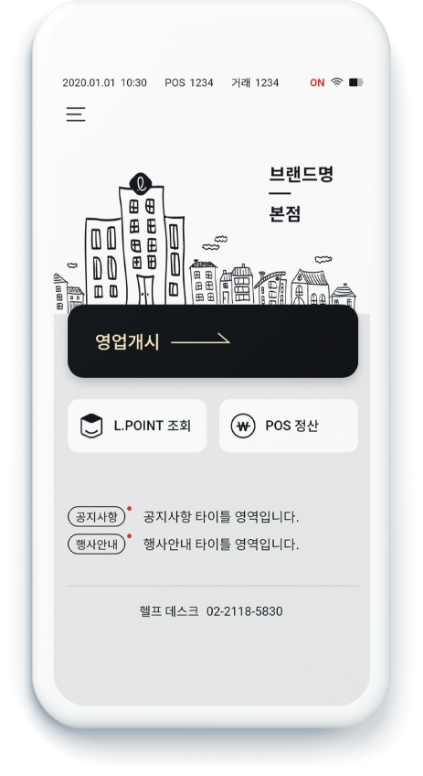 2020.01.01 10:30 POS 1234 거래 1234 ON
브랜드명
본점
영업개시
L.POINT 조회
POS 정산
공지사항 공지사항 타이틀 영역입니다.
행사안내 행사안내 타이틀 영역입니다.
헬프 데스크 02-2118-5830